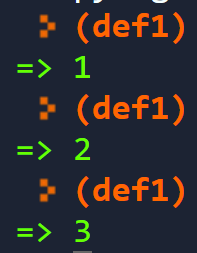 (def1)
=> 1
(def1)
=> 2
(def1)
=> 3